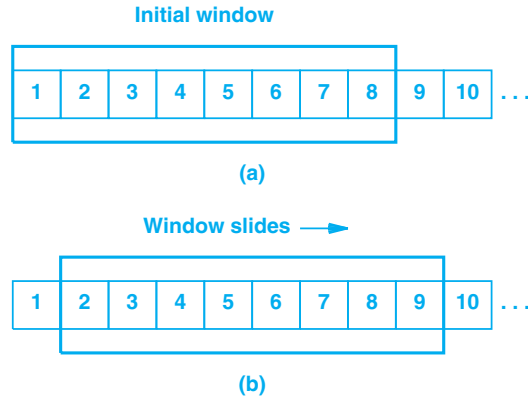 Initial window
1 2 3 4 5 6 7 8 9 10 . . .
(a)
Window slides
1 2 3 4 5 6 7 8 9 10 . . .
(b)